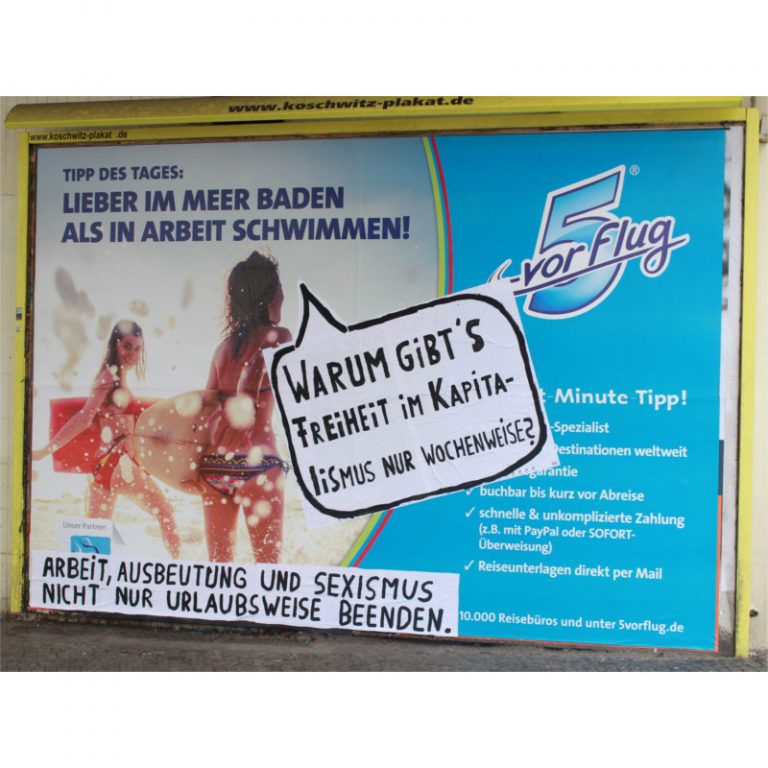 www.koschwitz-plakat.de
www.koschwitz-plakat .de
TIPP DES TAGES:
LIEBER IM MEER BADEN
ALS IN ARBEIT SCHWIMMEN!
5
-vor Flug
®
WARUM GIBT'S
FREIHEIT IM KAPITA-
lISMUS NUR WOCHENWEISE?
-Minute Tipp!
-Spezialist
Destinationen weltweit
garantie
✓ buchbar bis kurz vor Abreise
✓ schnelle & unkomplizierte Zahlung
(z.B. mit PayPal oder SOFORT-
Überweisung)
✓ Reiseunterlagen direkt per Mail
Unser Partner
ARBEIT, AUSBEUTUNG UND SEXISMUS
NICHT NUR URLAUBSWEISE BEENDEN.
10.000 Reisebüros und unter 5vorflug.de